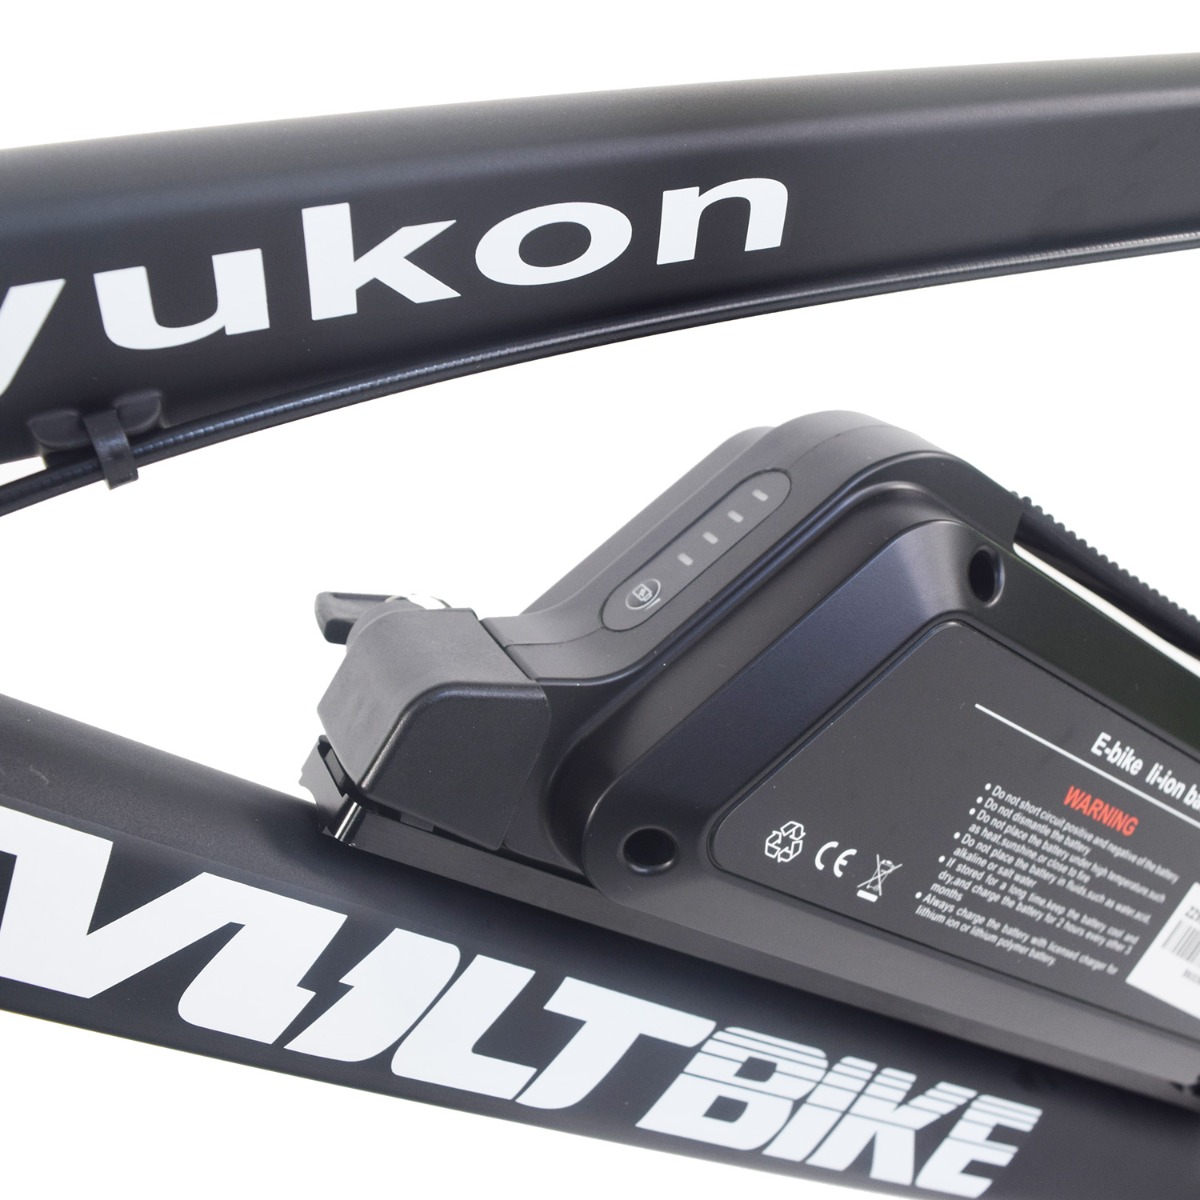 yukon
E-bike li-ion b
WARNING
• Do not short circuit positive and negative of the battery
• Do not dismantle the battery
• Do not place the battery under high temperature,such
as heat,sunshine,or close to fire
• Do not place the battery in fluids,such as water,acid,
alkaline or salt water
• If stored for a long time,keep the battery cool and
dry,and charge the battery for 2 hours every other 3
months
• Always charge the battery with licensed charger for
lithium ion or lithium polymer battery
CE
VULTBIKE